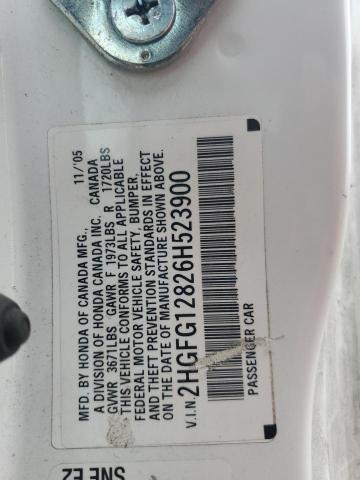 MFD. BY HONDA OF CANADA MFG., 11/'05
A DIVISION OF HONDA CANADA INC. CANADA
GVWR 3671LBS GAWR F 1973LBS R 1720LBS
THIS VEHICLE CONFORMS TO ALL APPLICABLE
FEDERAL MOTOR VEHICLE SAFETY, BUMPER,
AND THEFT PREVENTION STANDARDS IN EFFECT
ON THE DATE OF MANUFACTURE SHOWN ABOVE.
V.I.N. 2HGFG12826H523900
PASSENGER CAR